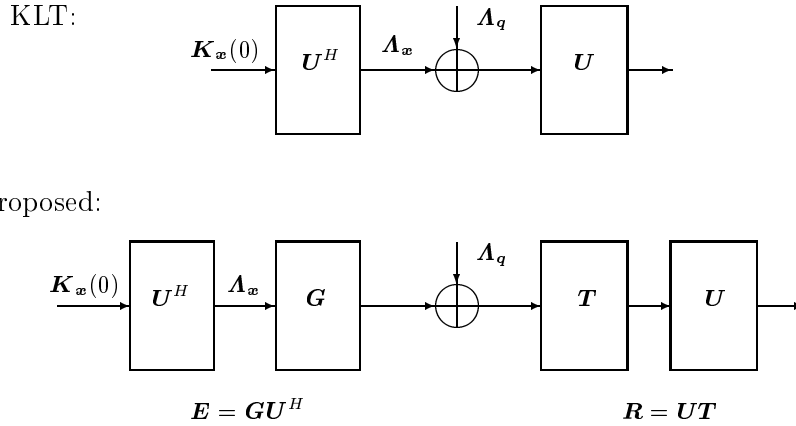 KLT:
K_x(0)
U^H
Λ_x
Λ_q
U
roposed:
K_x(0)
U^H
Λ_x
G
Λ_q
T
U
E = GU^H
R = UT